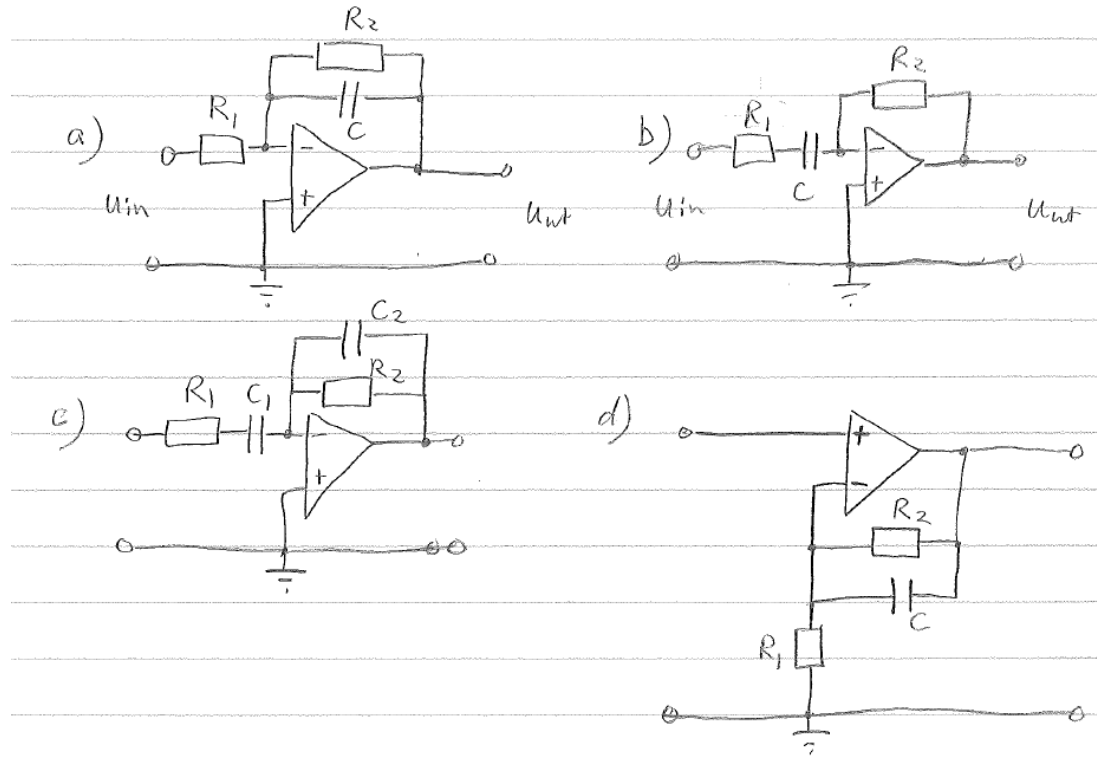 a)
R₂
R₁
C
-
+
Uin
Uut
b)
R₂
R₁
C
-
+
Uin
Uut
c)
C₂
R₂
R₁
C₁
-
+
d)
+
-
R₂
C
R₁